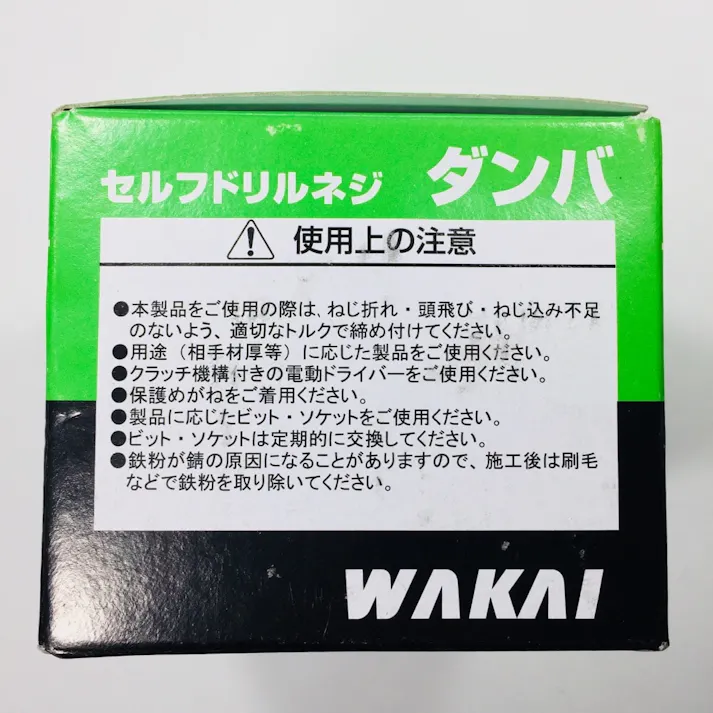 セルフドリルネジ ダンバ
使用上の注意
●本製品をご使用の際は、ねじ折れ・頭飛び・ねじ込み不足
のないよう、適切なトルクで締め付けてください。
●用途（相手材厚等）に応じた製品をご使用ください。
●クラッチ機構付きの電動ドライバーをご使用ください。
●保護めがねをご着用ください。
●製品に応じたビット・ソケットをご使用ください。
●ビット・ソケットは定期的に交換してください。
●鉄粉が錆の原因になることがありますので、施工後は刷毛
などで鉄粉を取り除いてください。
WAKAI